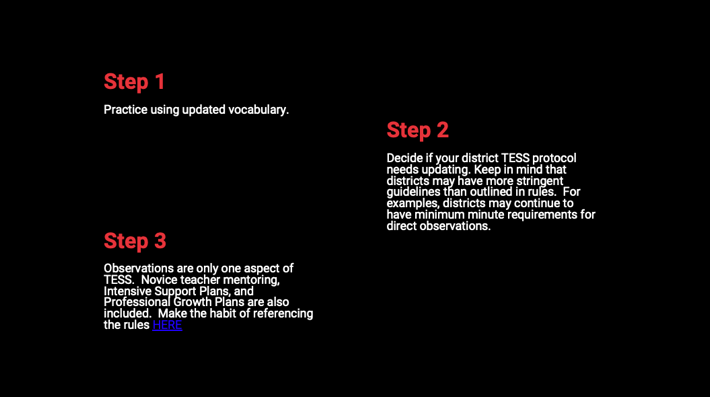 Step 1
Practice using updated vocabulary.
Step 2
Decide if your district TESS protocol
needs updating. Keep in mind that
districts may have more stringent
guidelines than outlined in rules.  For
examples, districts may continue to
have minimum minute requirements for
direct observations.
Step 3
Observations are only one aspect of
TESS.  Novice teacher mentoring,
Intensive Support Plans, and
Professional Growth Plans are also
included.  Make the habit of referencing
the rules HERE